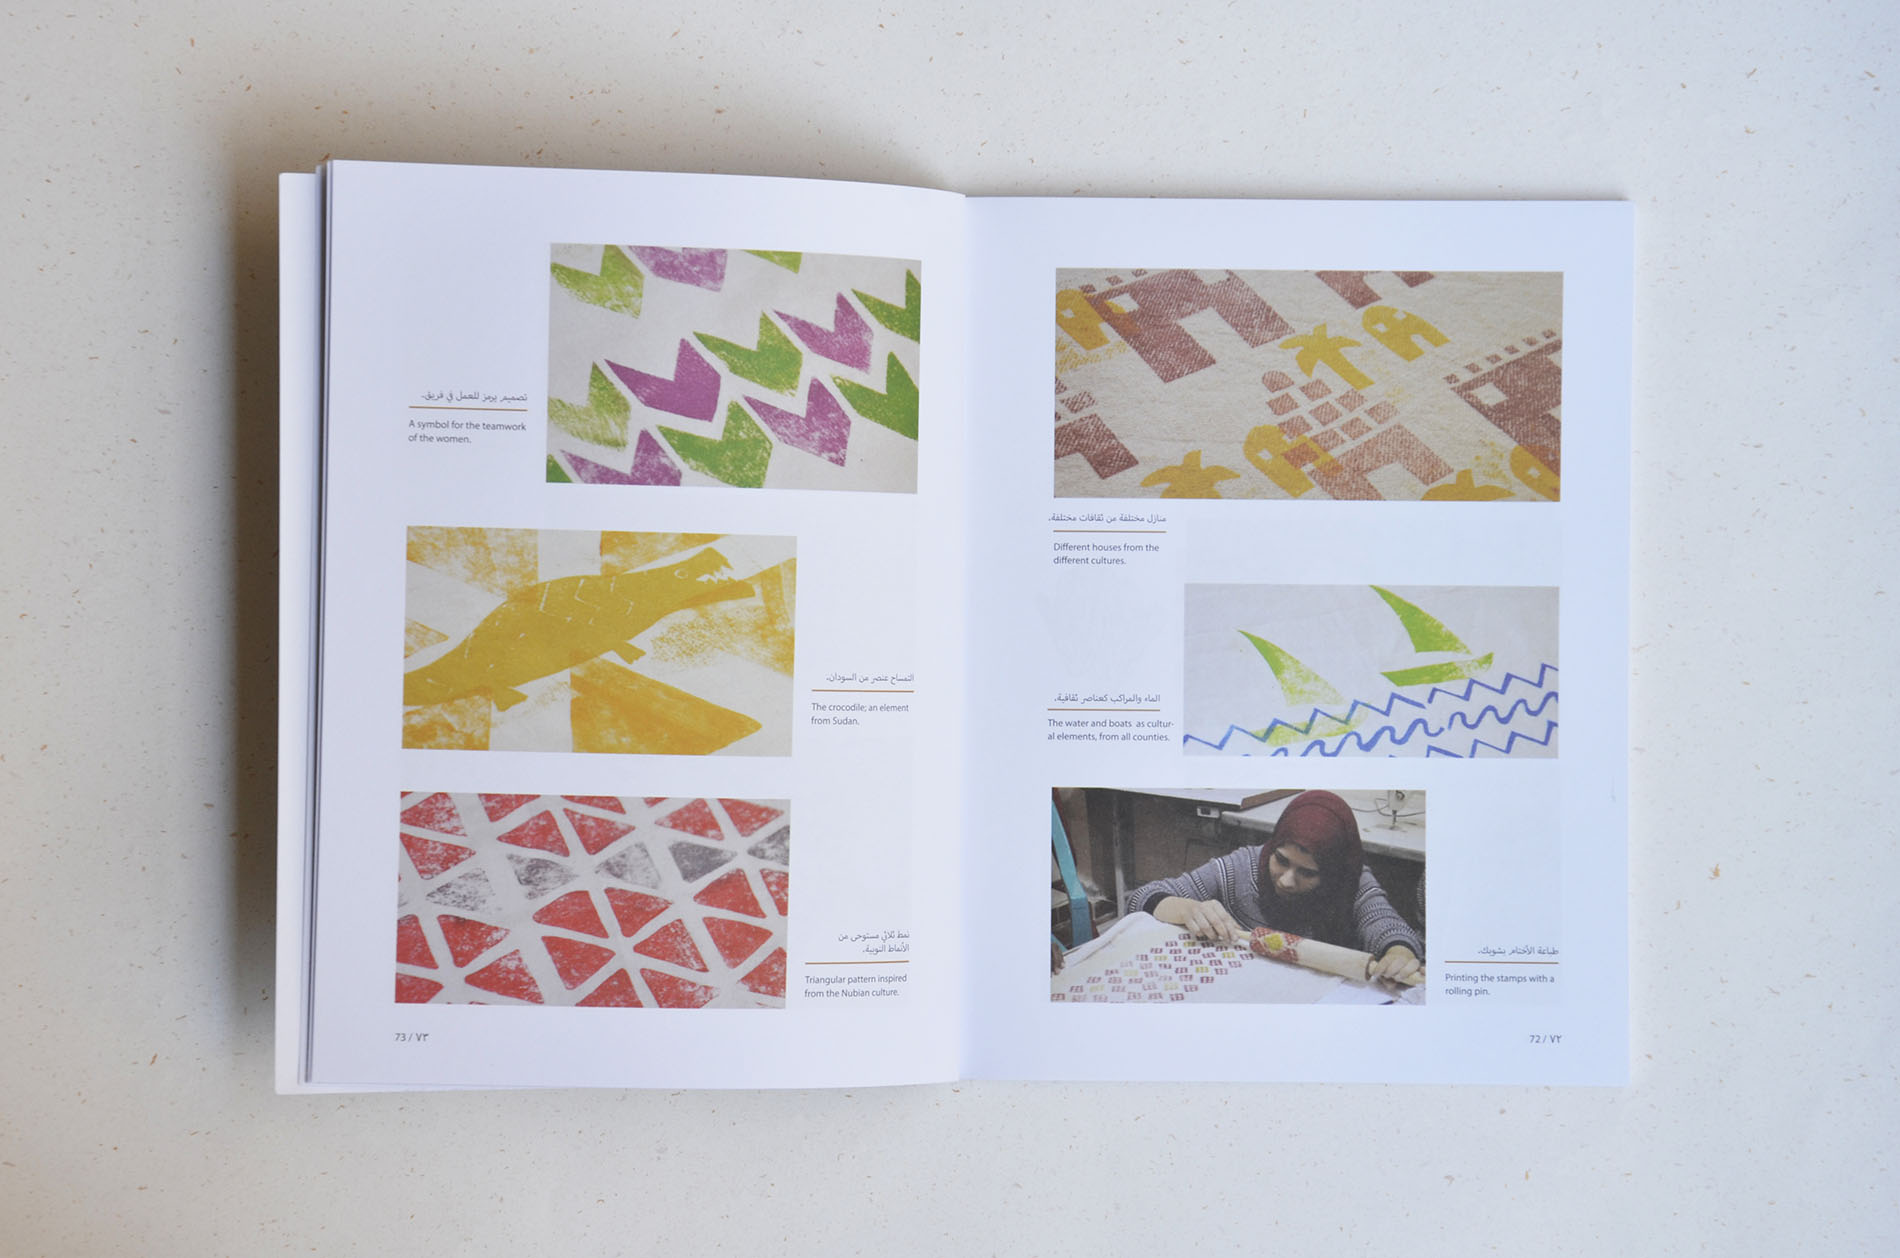 منازل مختلفة من ثقافات مختلفة.
Different houses from the
different cultures.
الماء والمراكب كعناصر ثقافية.
The water and boats as cultur-
al elements, from all counties.
طباعة الأختام بشوبك.
Printing the stamps with a
rolling pin.
72 / ٧٢
تصميم يرمز للعمل في فريق.
A symbol for the teamwork
of the women.
التمساح عنصر من السودان.
The crocodile; an element
from Sudan.
نمط ثلاثي مستوحى من
الأنماط النوبية.
Triangular pattern inspired
from the Nubian culture.
73 / ٧٣